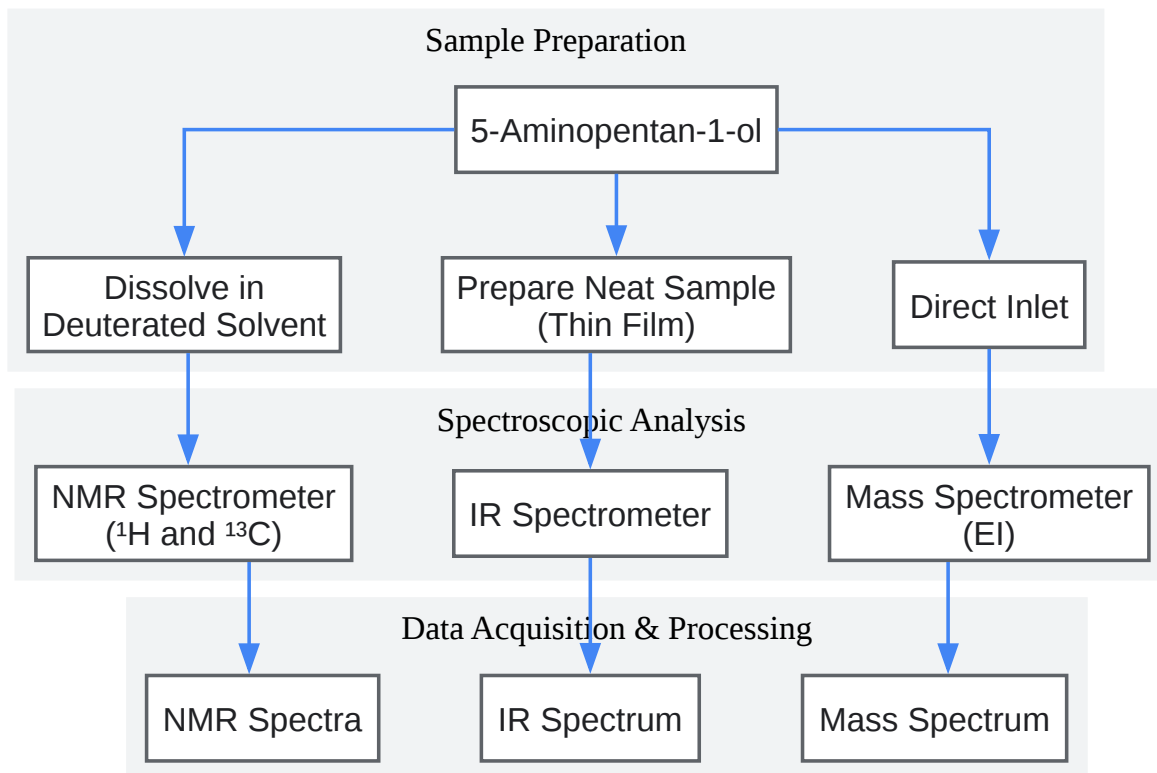 Sample Preparation
5-Aminopentan-1-ol
Dissolve in
Deuterated Solvent
Prepare Neat Sample
(Thin Film)
Direct Inlet
Spectroscopic Analysis
NMR Spectrometer
(¹H and ¹³C)
IR Spectrometer
Mass Spectrometer
(EI)
Data Acquisition & Processing
NMR Spectra
IR Spectrum
Mass Spectrum